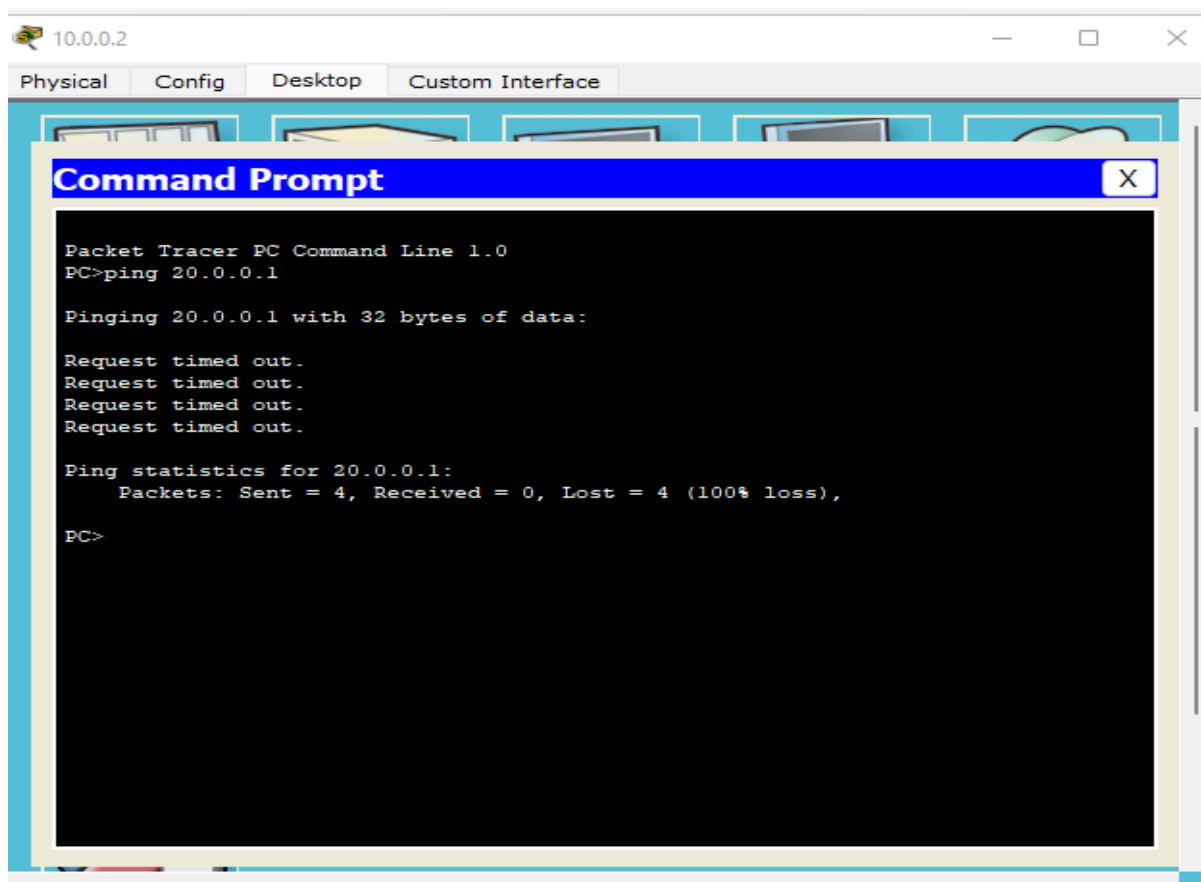 10.0.0.2
Physical Config Desktop Custom Interface
Command Prompt
X
Packet Tracer PC Command Line 1.0
PC>ping 20.0.0.1
Pinging 20.0.0.1 with 32 bytes of data:
Request timed out.
Request timed out.
Request timed out.
Request timed out.
Ping statistics for 20.0.0.1:
Packets: Sent = 4, Received = 0, Lost = 4 (100% loss),
PC>